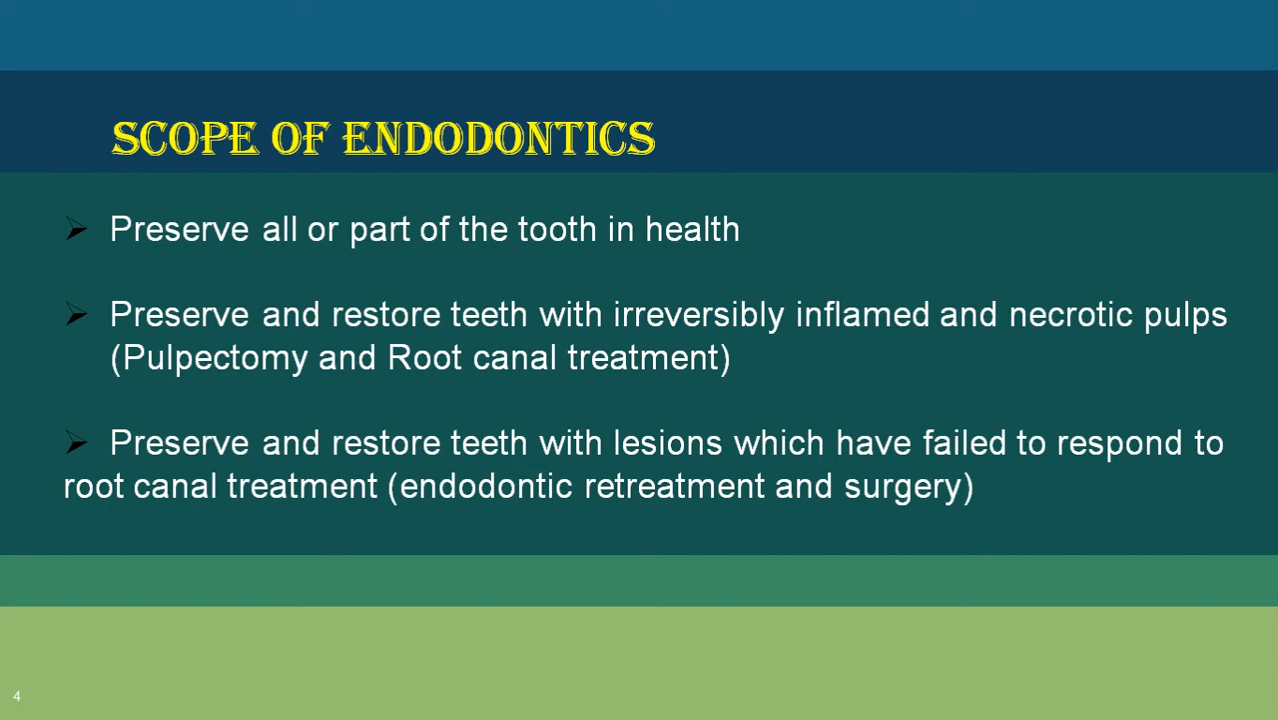 SCOPE OF ENDODONTICS
➢ Preserve all or part of the tooth in health
➢ Preserve and restore teeth with irreversibly inflamed and necrotic pulps
(Pulpectomy and Root canal treatment)
➢ Preserve and restore teeth with lesions which have failed to respond to
root canal treatment (endodontic retreatment and surgery)
4